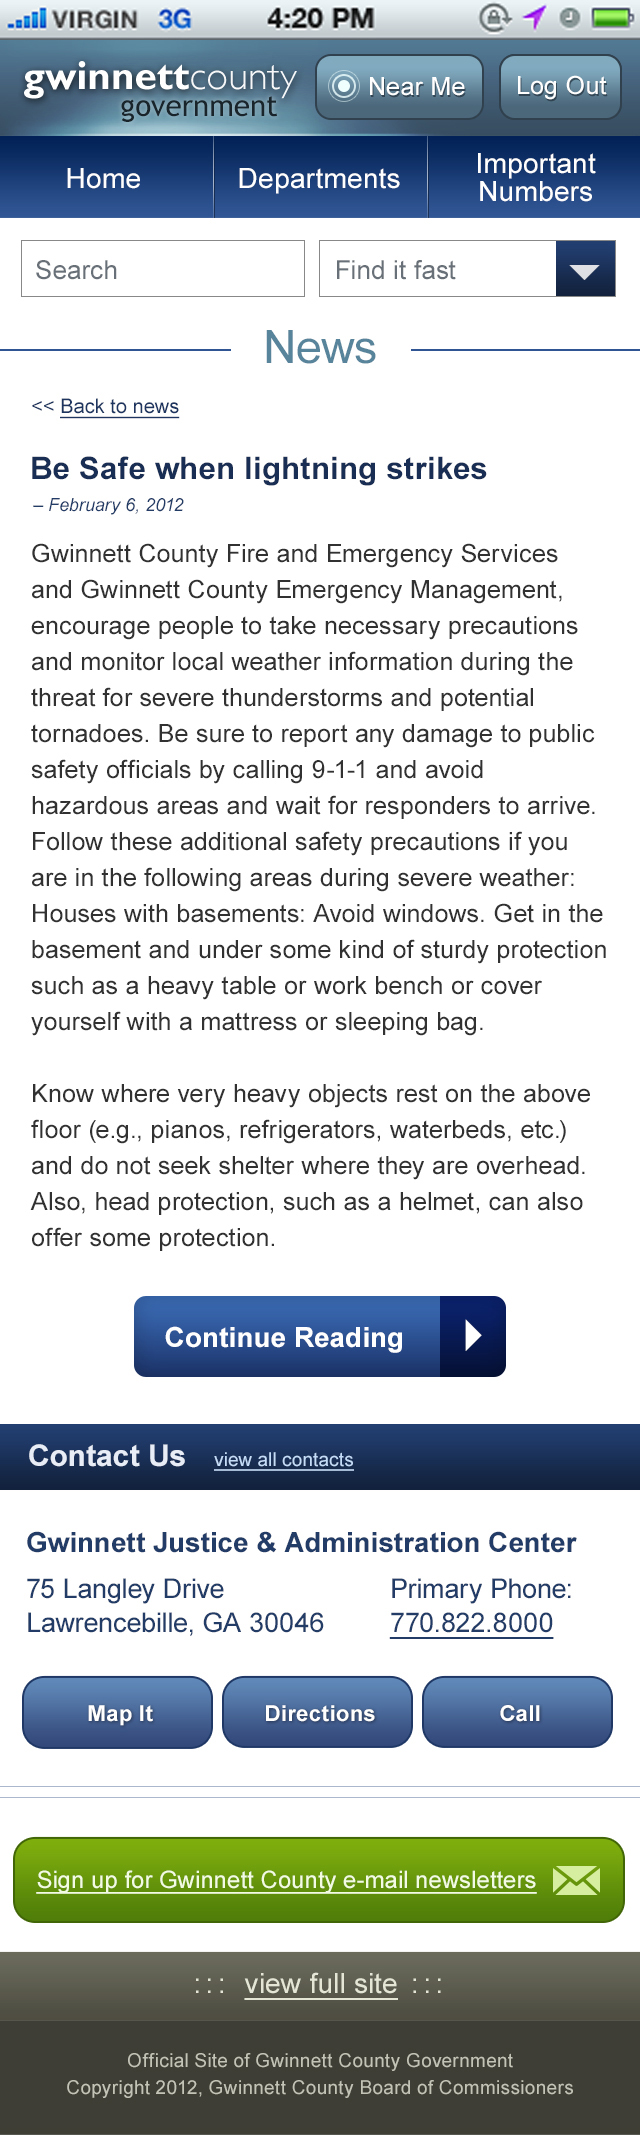 VIRGIN 3G 4:20 PM
gwinnettcounty
government
Near Me
Log Out
Home
Departments
Important
Numbers
Search
Find it fast
News
<< Back to news
Be Safe when lightning strikes
– February 6, 2012
Gwinnett County Fire and Emergency Services
and Gwinnett County Emergency Management,
encourage people to take necessary precautions
and monitor local weather information during the
threat for severe thunderstorms and potential
tornadoes. Be sure to report any damage to public
safety officials by calling 9-1-1 and avoid
hazardous areas and wait for responders to arrive.
Follow these additional safety precautions if you
are in the following areas during severe weather:
Houses with basements: Avoid windows. Get in the
basement and under some kind of sturdy protection
such as a heavy table or work bench or cover
yourself with a mattress or sleeping bag.
Know where very heavy objects rest on the above
floor (e.g., pianos, refrigerators, waterbeds, etc.)
and do not seek shelter where they are overhead.
Also, head protection, such as a helmet, can also
offer some protection.
Continue Reading
Contact Us view all contacts
Gwinnett Justice & Administration Center
75 Langley Drive
Lawrencebille, GA 30046
Primary Phone:
770.822.8000
Map It
Directions
Call
Sign up for Gwinnett County e-mail newsletters
::: view full site :::
Official Site of Gwinnett County Government
Copyright 2012, Gwinnett County Board of Commissioners